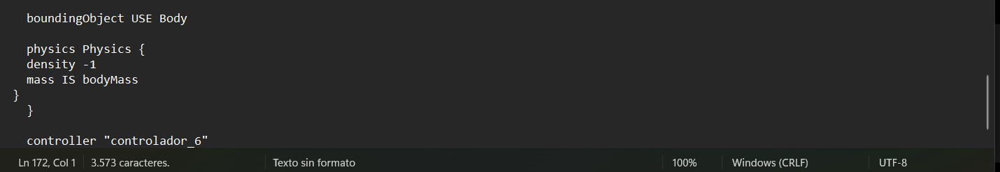 boundingObject USE Body
physics Physics {
density -1
mass IS bodyMass
}
}
controller "controlador_6"
Ln 172, Col 1
3.573 caracteres.
Texto sin formato
100%
Windows (CRLF)
UTF-8